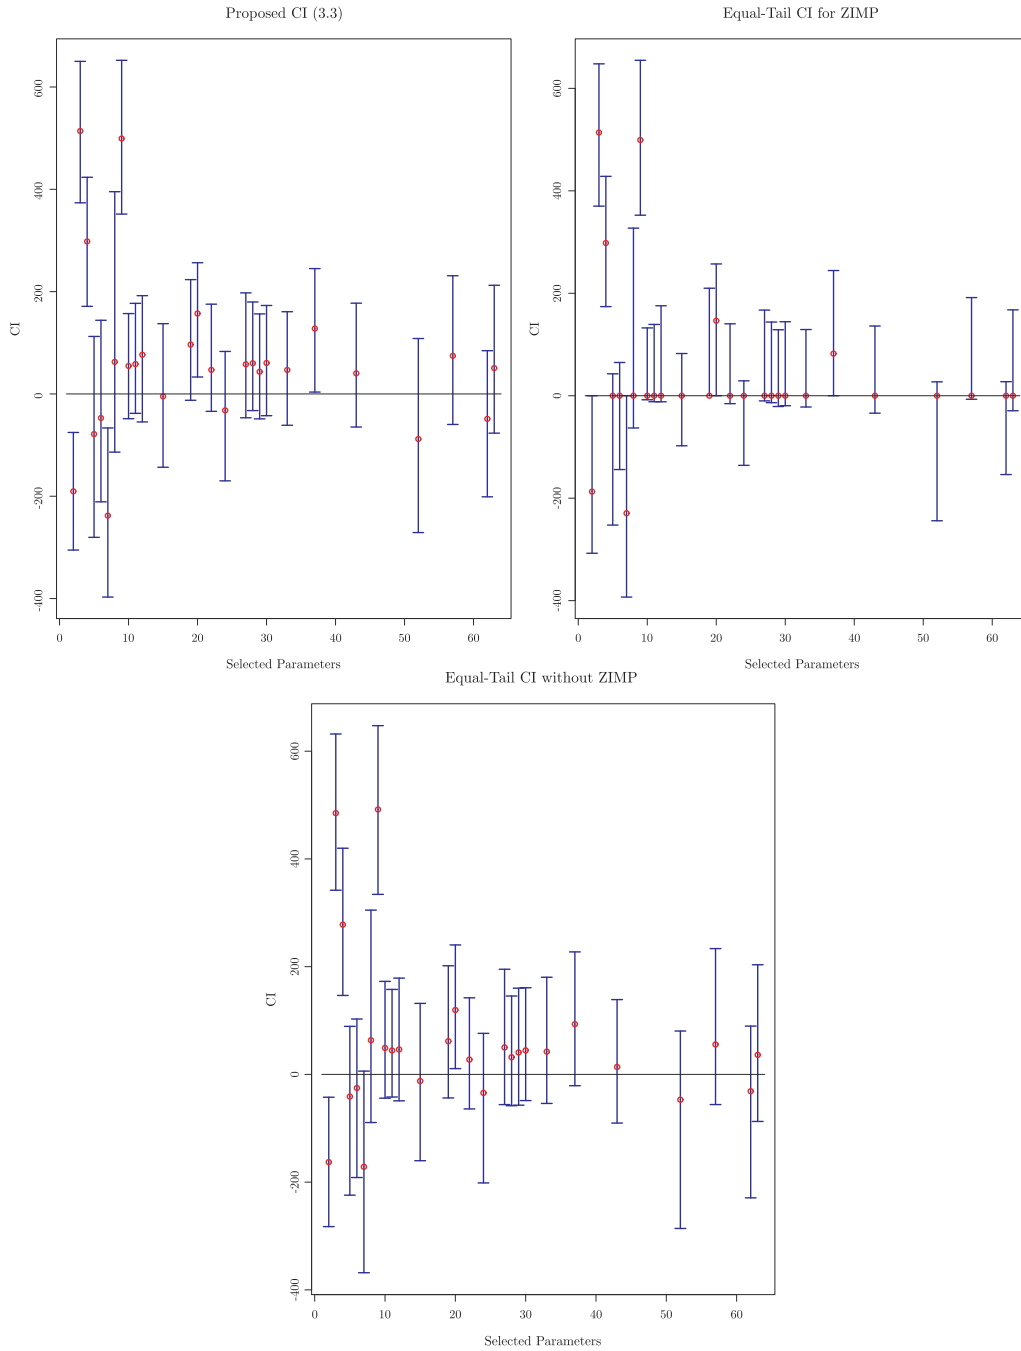 Proposed CI (3.3)
CI
600
400
200
0
-200
-400
0 10 20 30 40 50 60
Selected Parameters
Equal-Tail CI for ZIMP
CI
600
400
200
0
-200
-400
0 10 20 30 40 50 60
Selected Parameters
Equal-Tail CI without ZIMP
CI
600
400
200
0
-200
-400
0 10 20 30 40 50 60
Selected Parameters